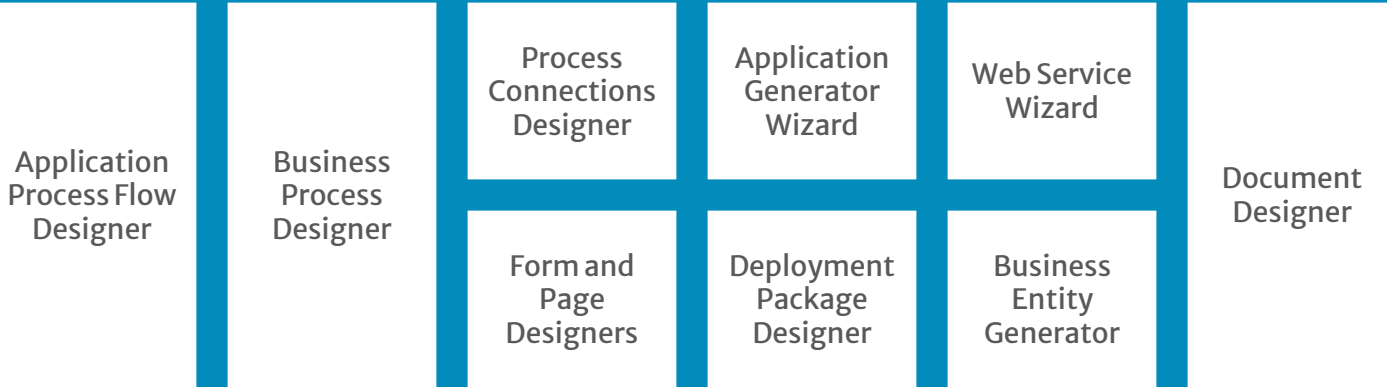 Application
Process Flow
Designer
Business
Process
Designer
Process
Connections
Designer
Application
Generator
Wizard
Web Service
Wizard
Form and
Page
Designers
Deployment
Package
Designer
Business
Entity
Generator
Document
Designer